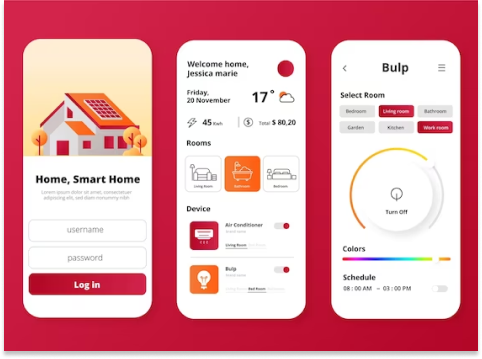 Home, Smart Home
Lorem ipsum dolor sit amet, consectetuer
adipiscing elit, sed diam nonummy nibh
username
password
Log in
Welcome home,
Jessica marie
Friday,
20 November
17°
45 Kwh
$ Total $ 80,20
Rooms
Living Room
Bedroom
Device
Air Conditioner
Living Room
Bulp
Bed Room
Bulp
Select Room
Bedroom Living room Bathroom
Garden Kitchen Work room
Turn Off
Colors
Schedule
08 : 00 AM – 03 : 00 PM